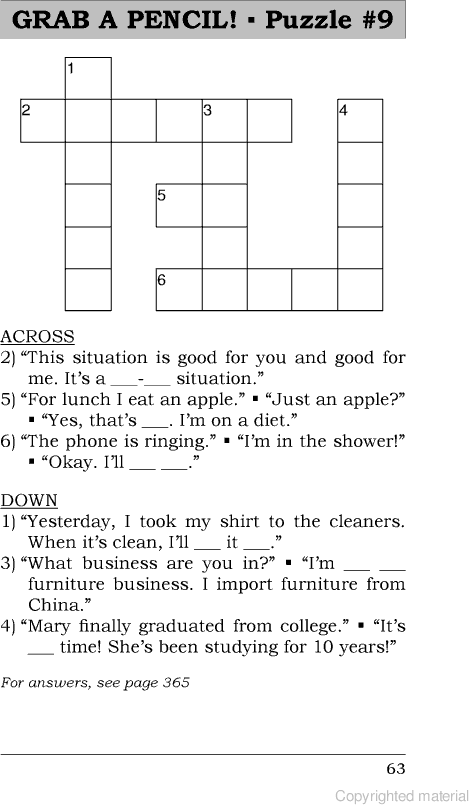 GRAB A PENCIL! ▪ Puzzle #9
1
2 3 4
5
6
ACROSS
2) “This situation is good for you and good for
me. It’s a ___-___ situation.”
5) “For lunch I eat an apple.” ▪ “Just an apple?”
▪ “Yes, that’s ___. I’m on a diet.”
6) “The phone is ringing.” ▪ “I’m in the shower!”
▪ “Okay. I’ll ___ ___.”
DOWN
1) “Yesterday, I took my shirt to the cleaners.
When it’s clean, I’ll ___ it ___.”
3) “What business are you in?” ▪ “I’m ___ ___
furniture business. I import furniture from
China.”
4) “Mary finally graduated from college.” ▪ “It’s
___ time! She’s been studying for 10 years!”
For answers, see page 365
63
Copyrighted material